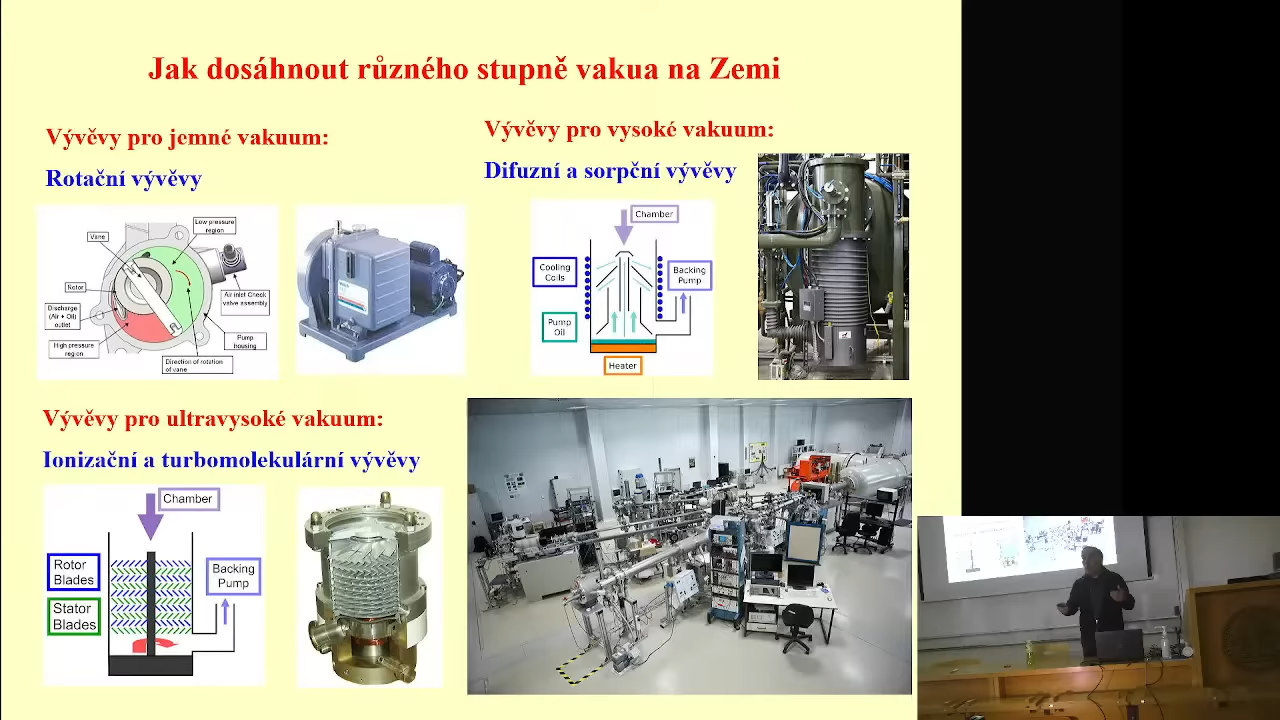 Jak dosáhnout různého stupně vakua na Zemi
Vývěvy pro jemné vakuum:
Rotační vývěvy
Low pressure
region
Vane
Rotor
Discharge
(Air + Oil)
outlet
High pressure
region
Air inlet Check
valve assembly
Pump
housing
Direction of rotation
of vane
Vývěvy pro vysoké vakuum:
Difuzní a sorpční vývěvy
Chamber
Cooling
Coils
Backing
Pump
Pump
Oil
Heater
Vývěvy pro ultravysoké vakuum:
Ionizační a turbomolekulární vývěvy
Chamber
Rotor
Blades
Stator
Blades
Backing
Pump